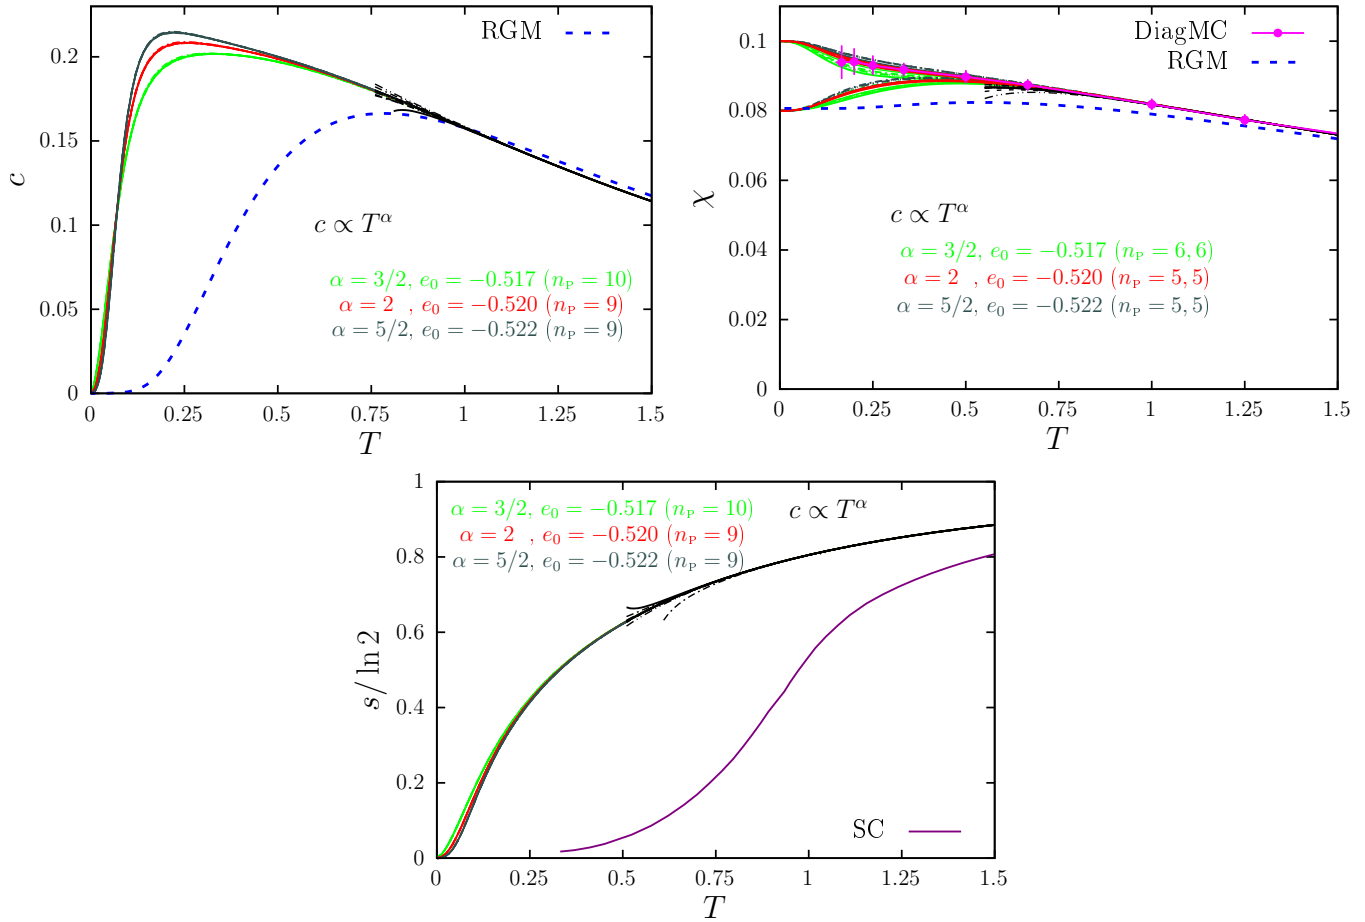 RGM
c ∝ T^α
α = 3/2, e₀ = −0.517 (n_P = 10)
α = 2 , e₀ = −0.520 (n_P = 9)
α = 5/2, e₀ = −0.522 (n_P = 9)
0.2
0.15
0.1
0.05
0
c
0 0.25 0.5 0.75 1 1.25 1.5
T
DiagMC
RGM
c ∝ T^α
α = 3/2, e₀ = −0.517 (n_P = 6, 6)
α = 2 , e₀ = −0.520 (n_P = 5, 5)
α = 5/2, e₀ = −0.522 (n_P = 5, 5)
0.1
0.08
0.06
0.04
0.02
0
χ
0 0.25 0.5 0.75 1 1.25 1.5
T
α = 3/2, e₀ = −0.517 (n_P = 10)
α = 2 , e₀ = −0.520 (n_P = 9)
α = 5/2, e₀ = −0.522 (n_P = 9)
c ∝ T^α
SC
1
0.8
0.6
0.4
0.2
0
s/ ln 2
0 0.25 0.5 0.75 1 1.25 1.5
T